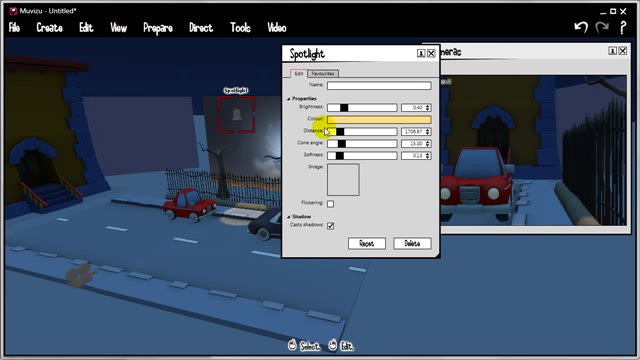 Muvizu - Untitled*
File Create Edit View Prepare Direct Tools Video
Spotlight
Edit Favourites
Name:
Properties
Brightness: 0.40
Colour:
Distance: 1706.67
Cone angle: 15.00
Softness: 0.13
Image:
Flickering:
Shadow
Casts shadows:
Reset Delete
Spotlight
Select Edit